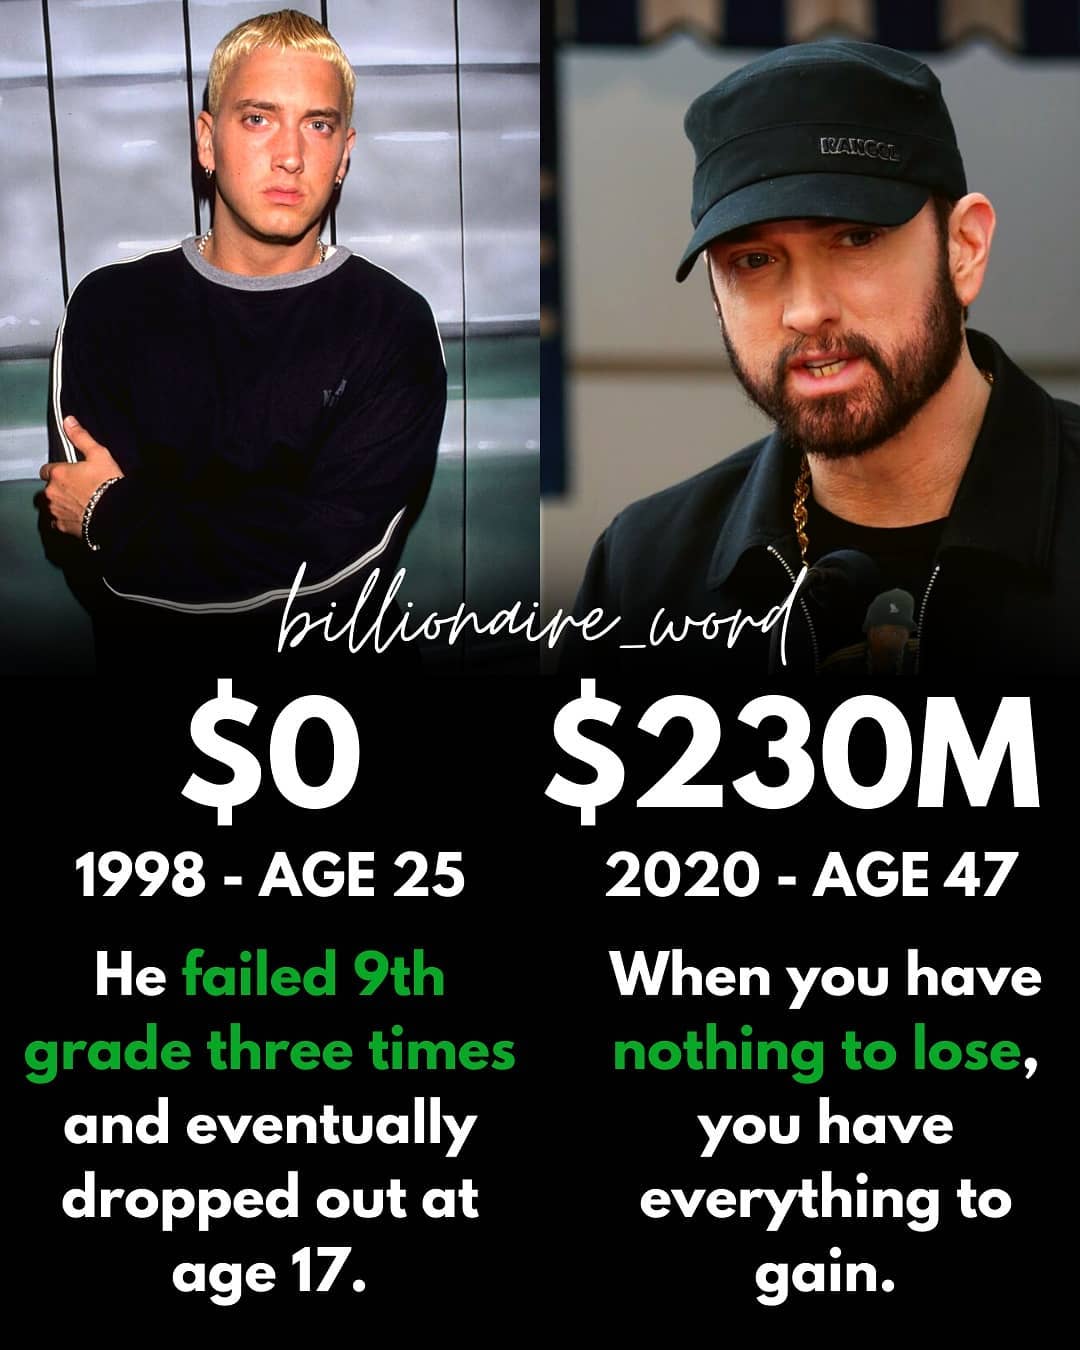 KANGOL
billionaire_word
$0
1998 - AGE 25
He failed 9th
grade three times
and eventually
dropped out at
age 17.
$230M
2020 - AGE 47
When you have
nothing to lose,
you have
everything to
gain.